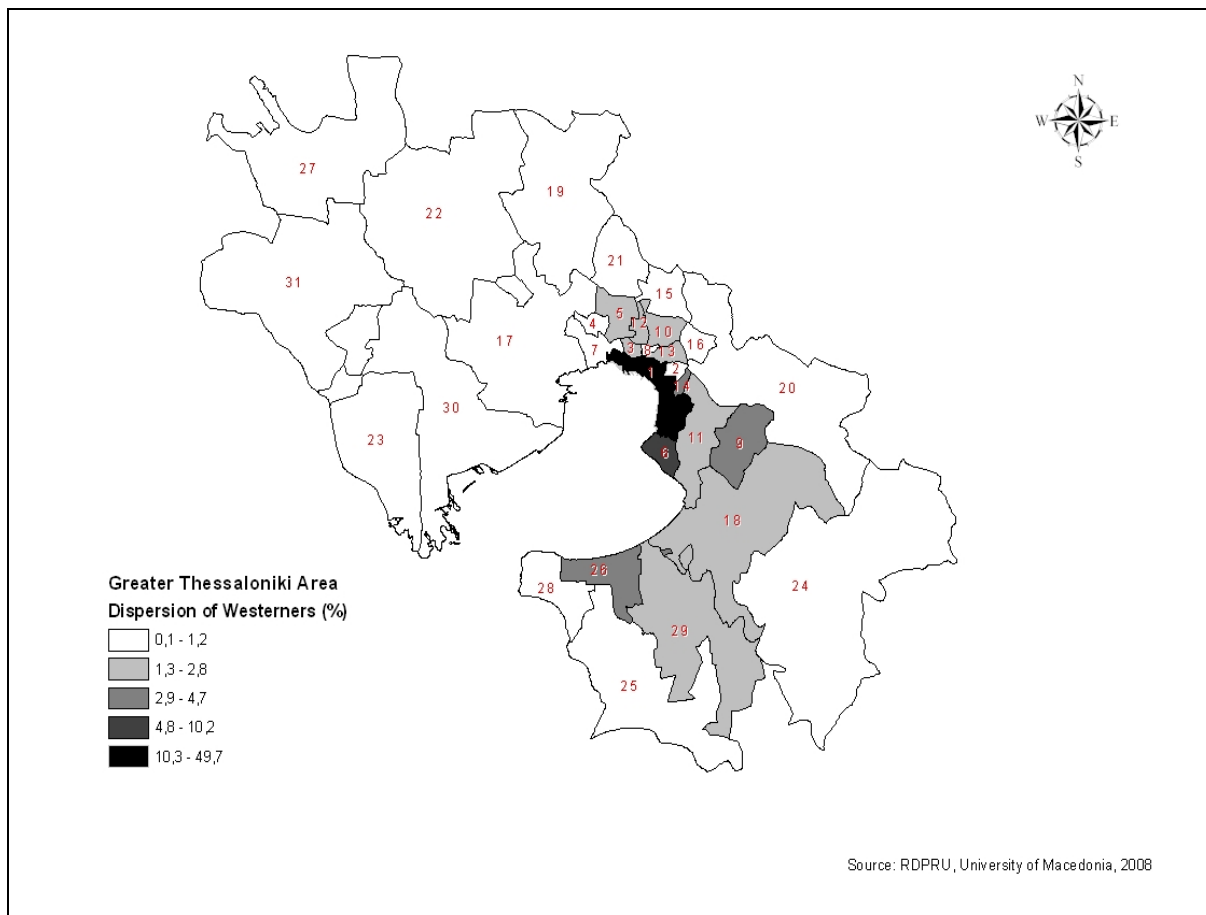 N
W E
S
27
19
22
21
31
15
5
4
12
10
17
3
8
13
16
7
1
2
14
20
30
11
9
23
6
18
26
28
24
29
25
Greater Thessaloniki Area
Dispersion of Westerners (%)
0,1 - 1,2
1,3 - 2,8
2,9 - 4,7
4,8 - 10,2
10,3 - 49,7
Source: RDPRU, University of Macedonia, 2008